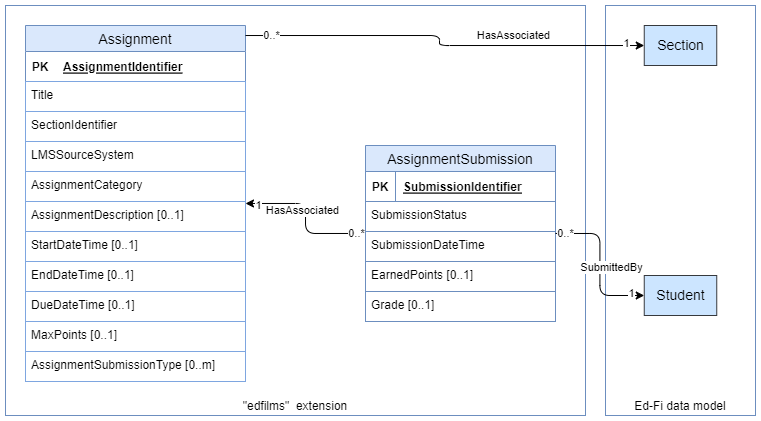 Assignment
PK AssignmentIdentifier
Title
SectionIdentifier
LMSSourceSystem
AssignmentCategory
AssignmentDescription [0..1]
StartDateTime [0..1]
EndDateTime [0..1]
DueDateTime [0..1]
MaxPoints [0..1]
AssignmentSubmissionType [0..m]
0..*
HasAssociated
1
Section
1
HasAssociated
0..*
AssignmentSubmission
PK SubmissionIdentifier
SubmissionStatus
SubmissionDateTime
EarnedPoints [0..1]
Grade [0..1]
0..*
SubmittedBy
1
Student
"edfilms" extension
Ed-Fi data model